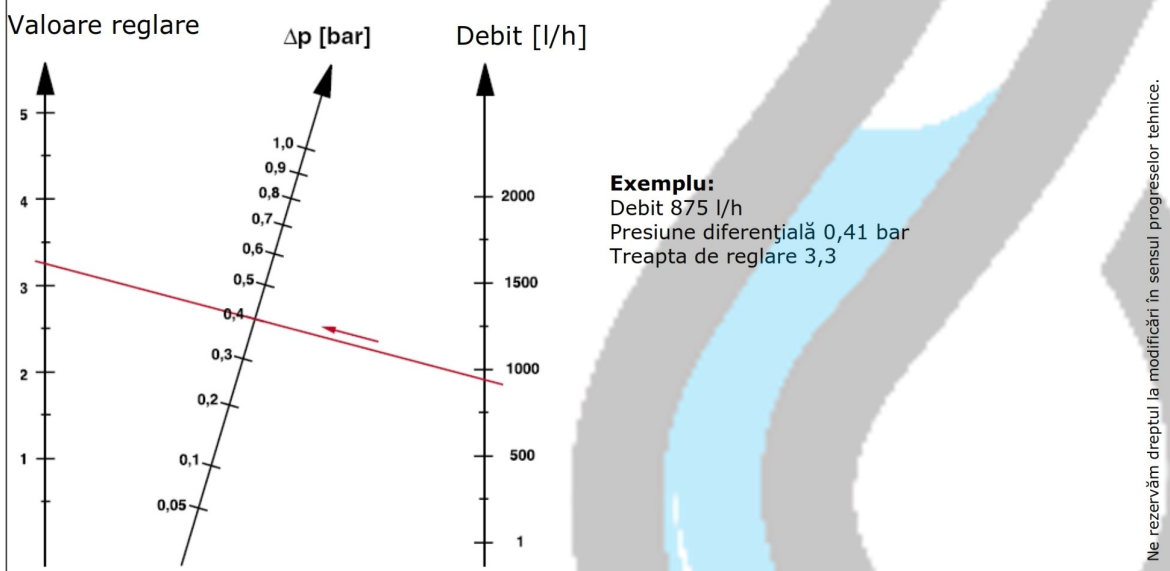 Valoare reglare
Δp [bar]
Debit [l/h]
5
4
3
2
1
1,0
0,9
0,8
0,7
0,6
0,5
0,4
0,3
0,2
0,1
0,05
2000
1500
1000
500
1
Exemplu:
Debit 875 l/h
Presiune diferenţială 0,41 bar
Treapta de reglare 3,3
Ne rezervăm dreptul la modificări în sensul progreselor tehnice.